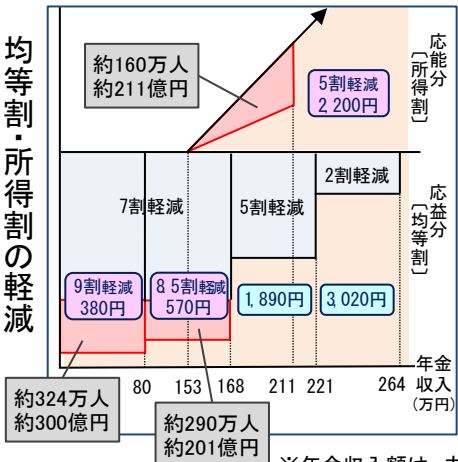 均等割・所得割の軽減
約160万人
約211億円
5割軽減
2,200円
応能分
〔所得割〕
7割軽減
5割軽減
2割軽減
応益分
〔均等割〕
9割軽減
380円
8.5割軽減
570円
1,890円
3,020円
80 153 168 211 221 264
年金
収入
(万円)
約324万人
約300億円
約290万人
約201億円